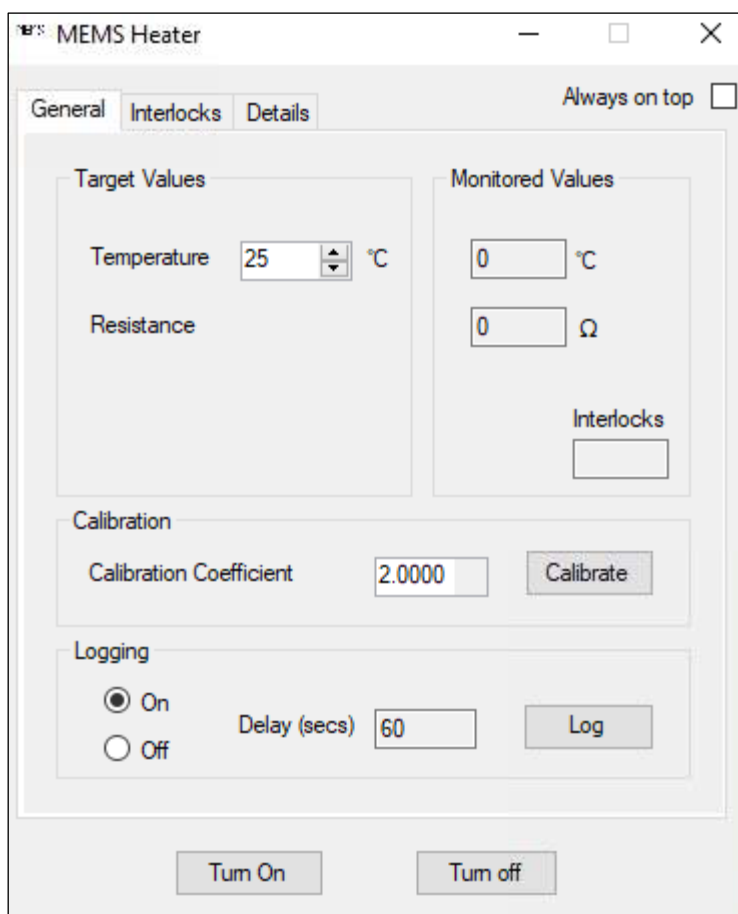 MEMS Heater
Always on top
General Interlocks Details
Target Values
Monitored Values
Temperature 25 °C
0 °C
Resistance
0 Ω
Interlocks
Calibration
Calibration Coefficient 2.0000 Calibrate
Logging
On
Off
Delay (secs) 60 Log
Turn On Turn off